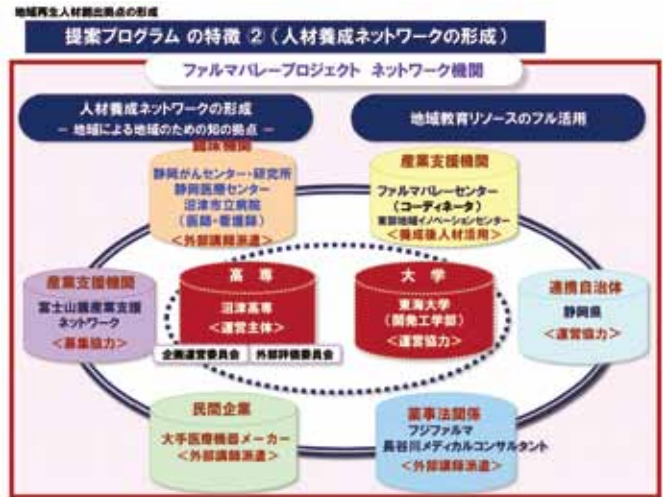 地域再生人材創出拠点の形成
提案プログラム の特徴 ② (人材養成ネットワークの形成)
ファルマバレープロジェクト ネットワーク機関
人材養成ネットワークの形成
－ 地域による地域のための知の拠点 －
地域教育リソースのフル活用
臨床機関
静岡がんセンター・研究所
静岡医療センター
沼津市立病院
(医師・看護師)
<外部講師派遣>
産業支援機関
ファルマバレーセンター
(コーディネータ)
東部地域イノベーションセンター
<養成後人材活用>
産業支援機関
富士山麓産業支援
ネットワーク
<募集協力>
高 専
沼津高専
<運営主体>
企画運営委員会
外部評価委員会
大 学
東海大学
(開発工学部)
<運営協力>
連携自治体
静岡県
<運営協力>
民間企業
大手医療機器メーカー
<外部講師派遣>
薬事法関係
フジファルマ
長谷川メディカルコンサルタント
<外部講師派遣>